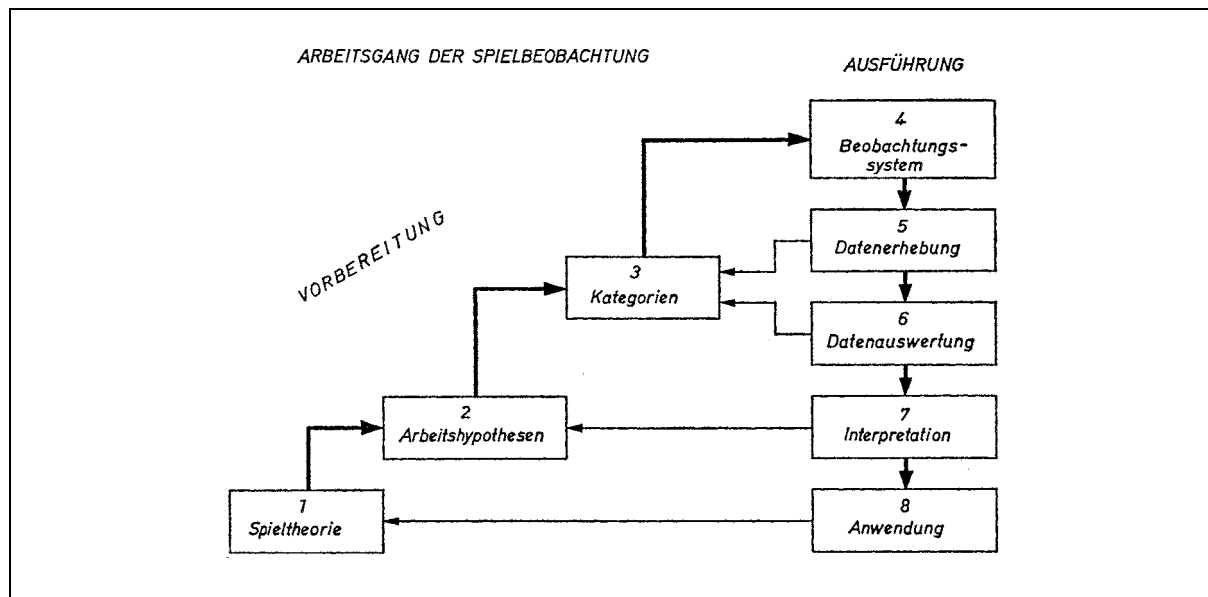 ARBEITSGANG DER SPIELBEOBACHTUNG
AUSFÜHRUNG
VORBEREITUNG
4
Beobachtungs-
system
5
Datenerhebung
3
Kategorien
6
Datenauswertung
2
Arbeitshypothesen
7
Interpretation
1
Spieltheorie
8
Anwendung